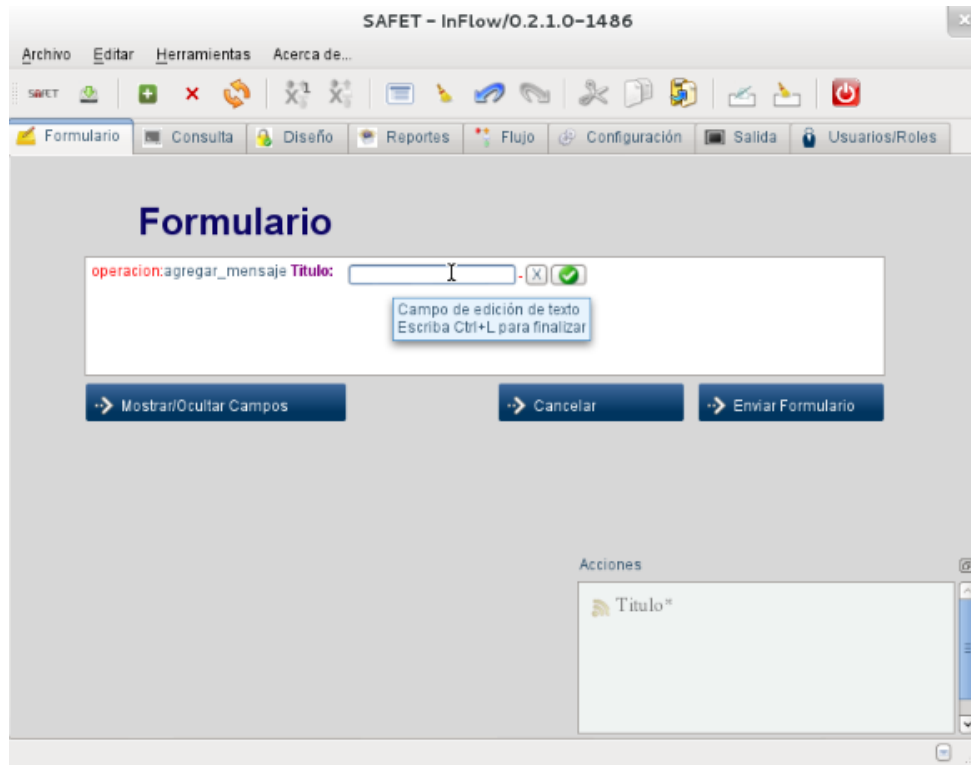 SAFET - InFlow/0.2.1.0-1486
Archivo Editar Herramientas Acerca de...
SAFET
Formulario Consulta Diseño Reportes Flujo Configuración Salida Usuarios/Roles
Formulario
operacion:agregar_mensaje Titulo:
Campo de edición de texto
Escriba Ctrl+L para finalizar
Mostrar/Ocultar Campos Cancelar Enviar Formulario
Acciones
Titulo*